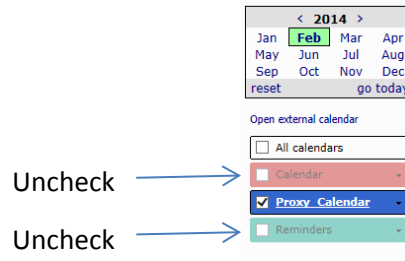 < 2014 >
Jan Feb Mar Apr
May Jun Jul Aug
Sep Oct Nov Dec
reset go today
Open external calendar
All calendars
Uncheck Calendar
Proxy Calendar
Uncheck Reminders